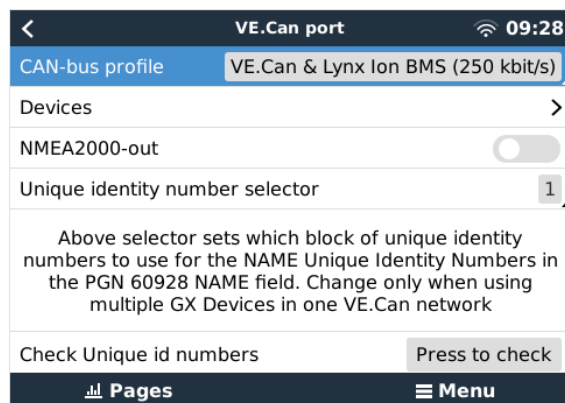 VE.Can port 09:28
CAN-bus profile VE.Can & Lynx Ion BMS (250 kbit/s)
Devices
NMEA2000-out
Unique identity number selector 1
Above selector sets which block of unique identity
numbers to use for the NAME Unique Identity Numbers in
the PGN 60928 NAME field. Change only when using
multiple GX Devices in one VE.Can network
Check Unique id numbers Press to check
Pages Menu